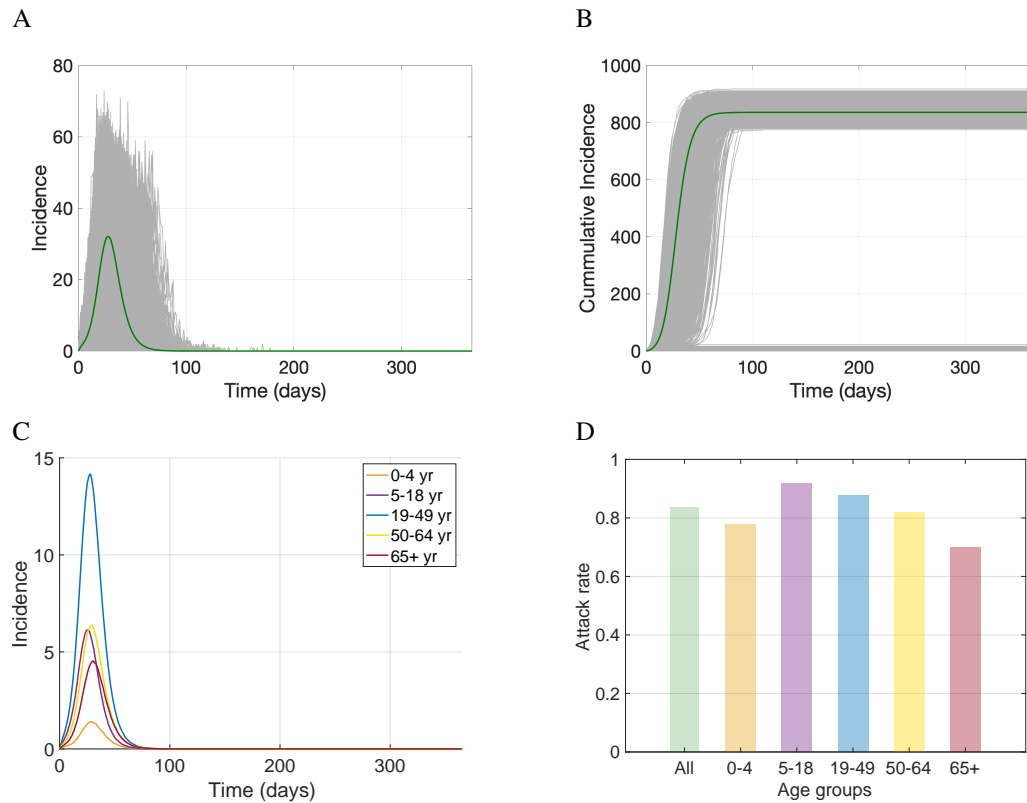 A
80
60
40
20
0
Incidence
0 100 200 300
Time (days)
B
1000
800
600
400
200
0
Cummulative Incidence
0 100 200 300
Time (days)
C
15
10
5
0
Incidence
0-4 yr
5-18 yr
19-49 yr
50-64 yr
65+ yr
0 100 200 300
Time (days)
D
1
0.8
0.6
0.4
0.2
0
Attack rate
All 0-4 5-18 19-49 50-64 65+
Age groups